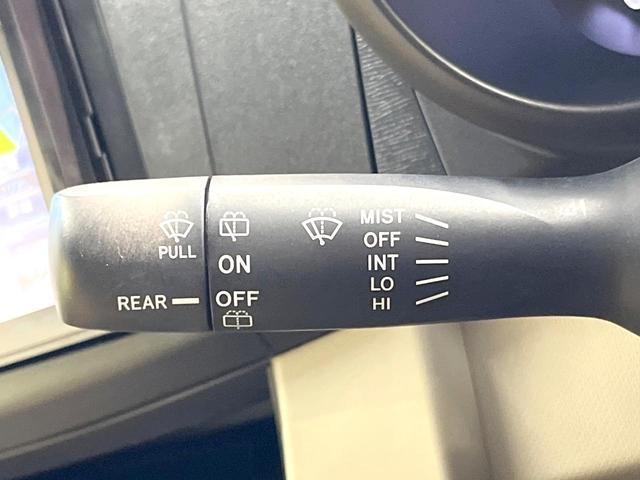 PULL
REAR
ON
OFF
MIST
OFF
INT
LO
HI